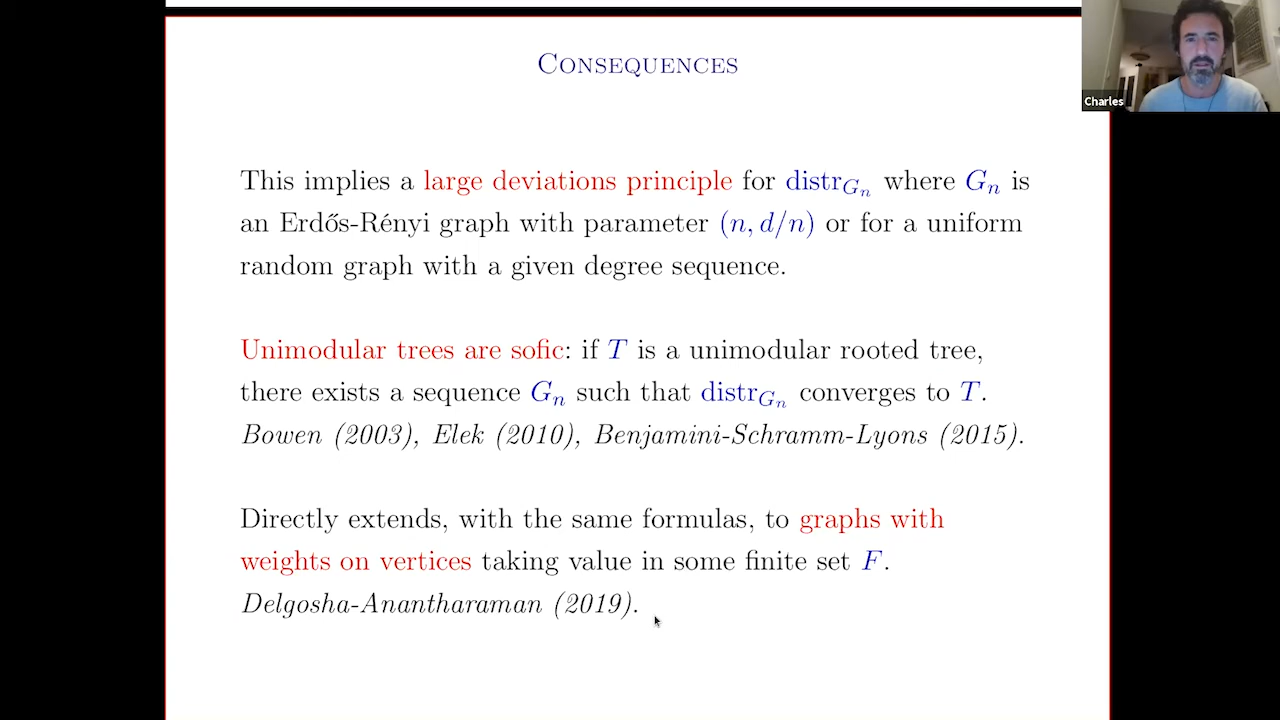 CONSEQUENCES
Charles
This implies a large deviations principle for distr_{G_n} where G_n is
an Erdős-Rényi graph with parameter (n, d/n) or for a uniform
random graph with a given degree sequence.
Unimodular trees are sofic: if T is a unimodular rooted tree,
there exists a sequence G_n such that distr_{G_n} converges to T.
Bowen (2003), Elek (2010), Benjamini-Schramm-Lyons (2015).
Directly extends, with the same formulas, to graphs with
weights on vertices taking value in some finite set F.
Delgosha-Anantharaman (2019).